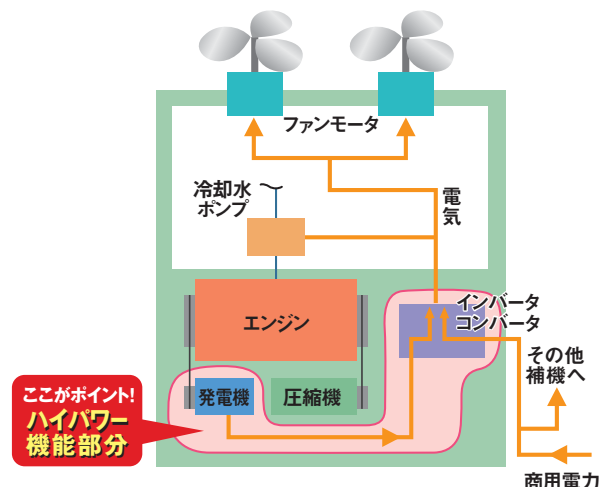 ファンモータ
冷却水
ポンプ
電
気
エンジン
インバータ
コンバータ
その他
補機へ
発電機
圧縮機
ここがポイント!
ハイパワー
機能部分
商用電力